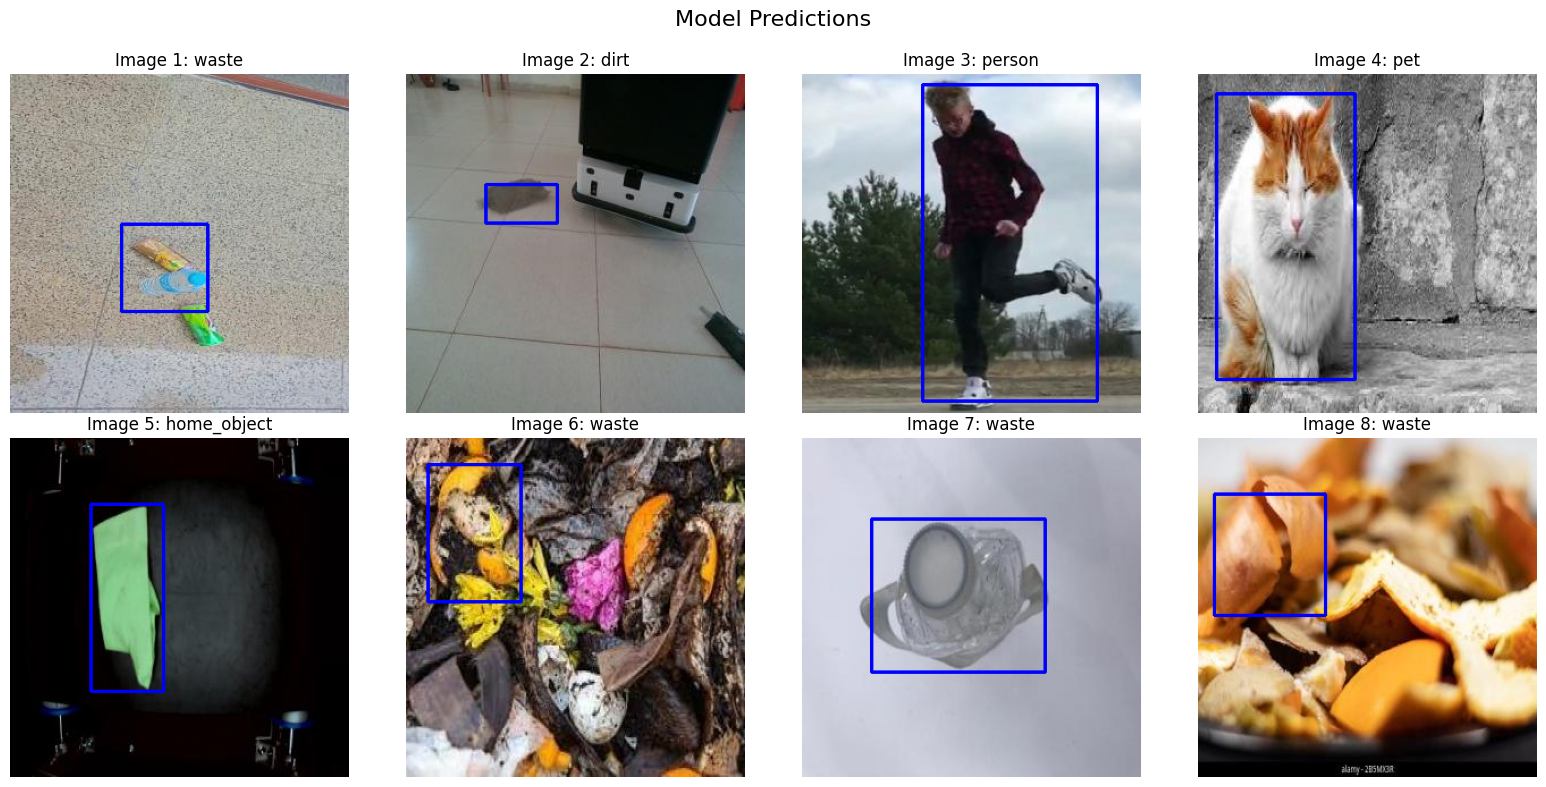 Model Predictions
Image 1: waste
Image 2: dirt
Image 3: person
Image 4: pet
Image 5: home_object
Image 6: waste
Image 7: waste
Image 8: waste
alamy - 2B5MX3R